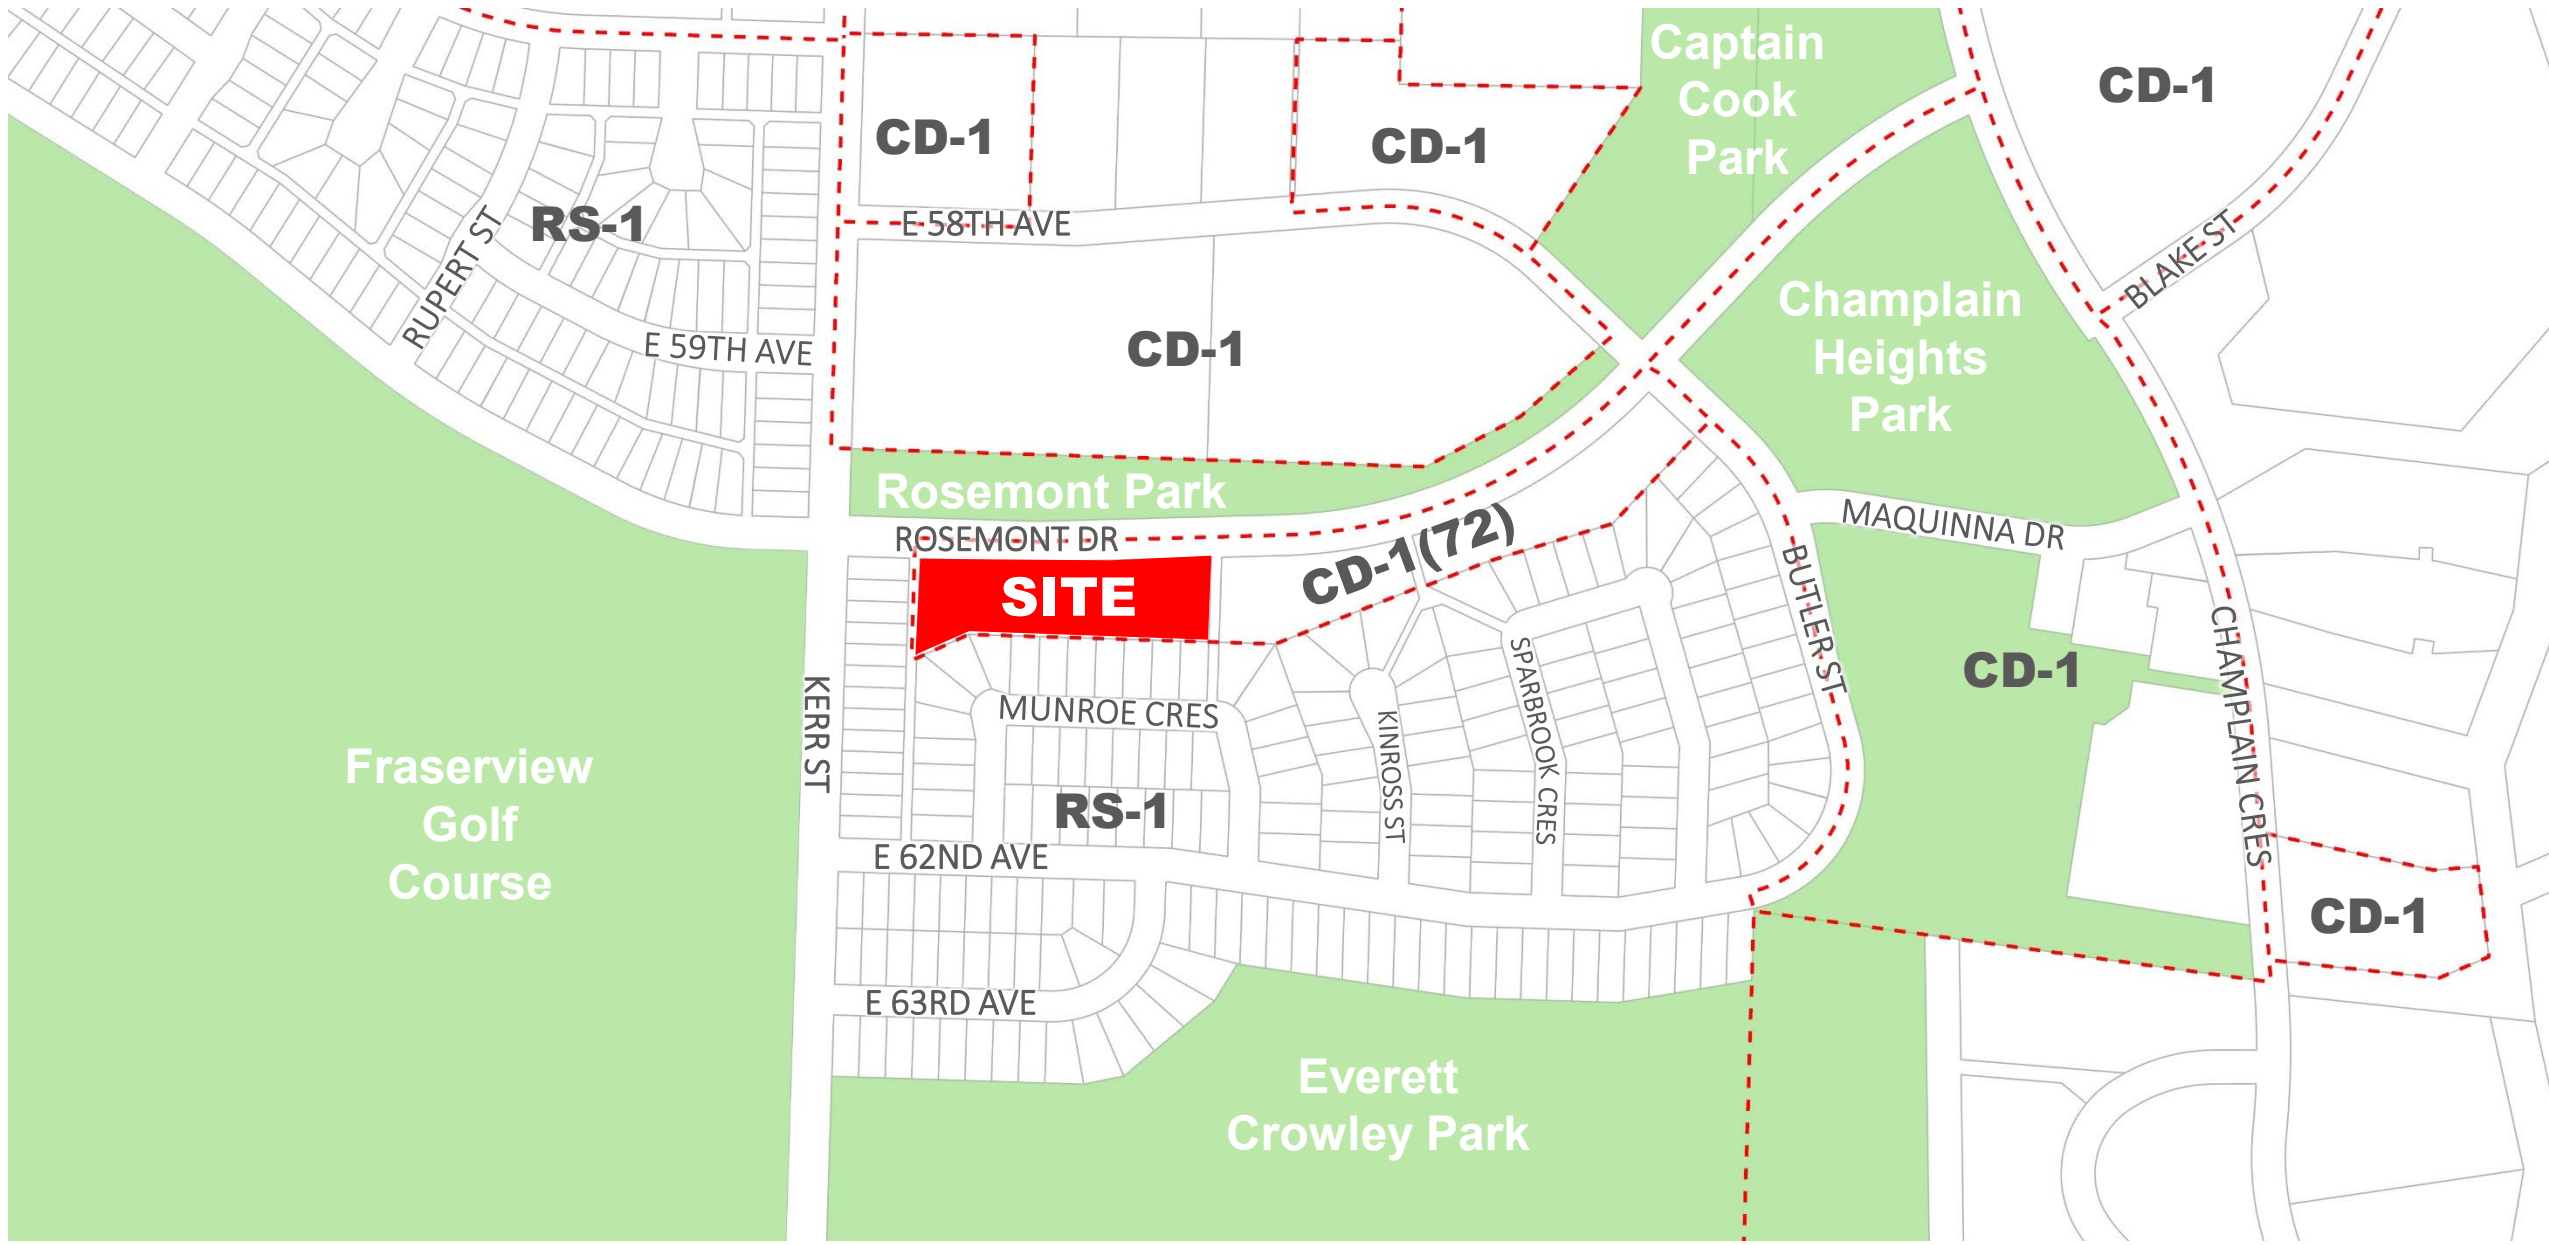 Captain
Cook
Park
CD-1
CD-1
CD-1
RS-1
RUPERT ST
E 58TH AVE
BLAKE ST
Champlain
Heights
Park
E 59TH AVE
CD-1
Rosemont Park
ROSEMONT DR
SITE
CD-1(72)
MAQUINNA DR
BUTLER ST
CHAMPLAIN CRES
CD-1
KERR ST
MUNROE CRES
KINROSS ST
SPARBROOK CRES
Fraserview
Golf
Course
RS-1
E 62ND AVE
CD-1
E 63RD AVE
Everett
Crowley Park